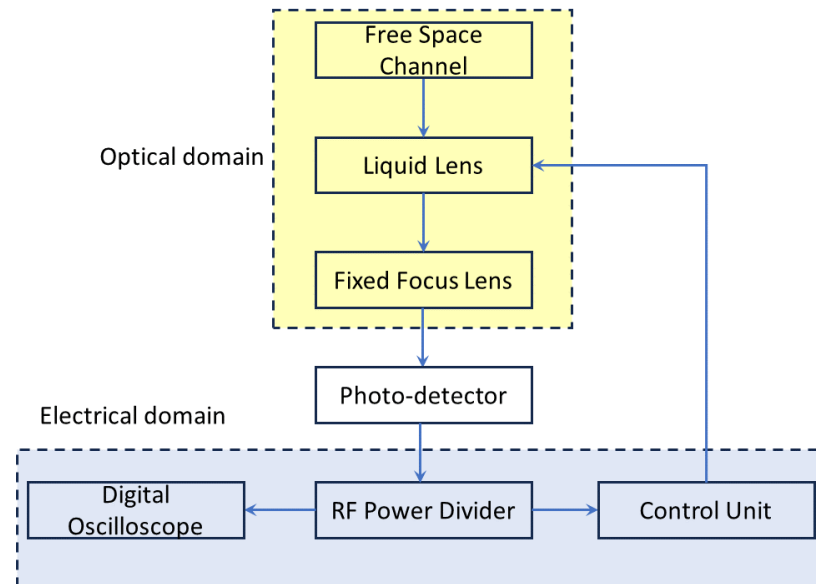 Free Space
Channel
Optical domain
Liquid Lens
Fixed Focus Lens
Photo-detector
Electrical domain
Digital
Oscilloscope
RF Power Divider
Control Unit